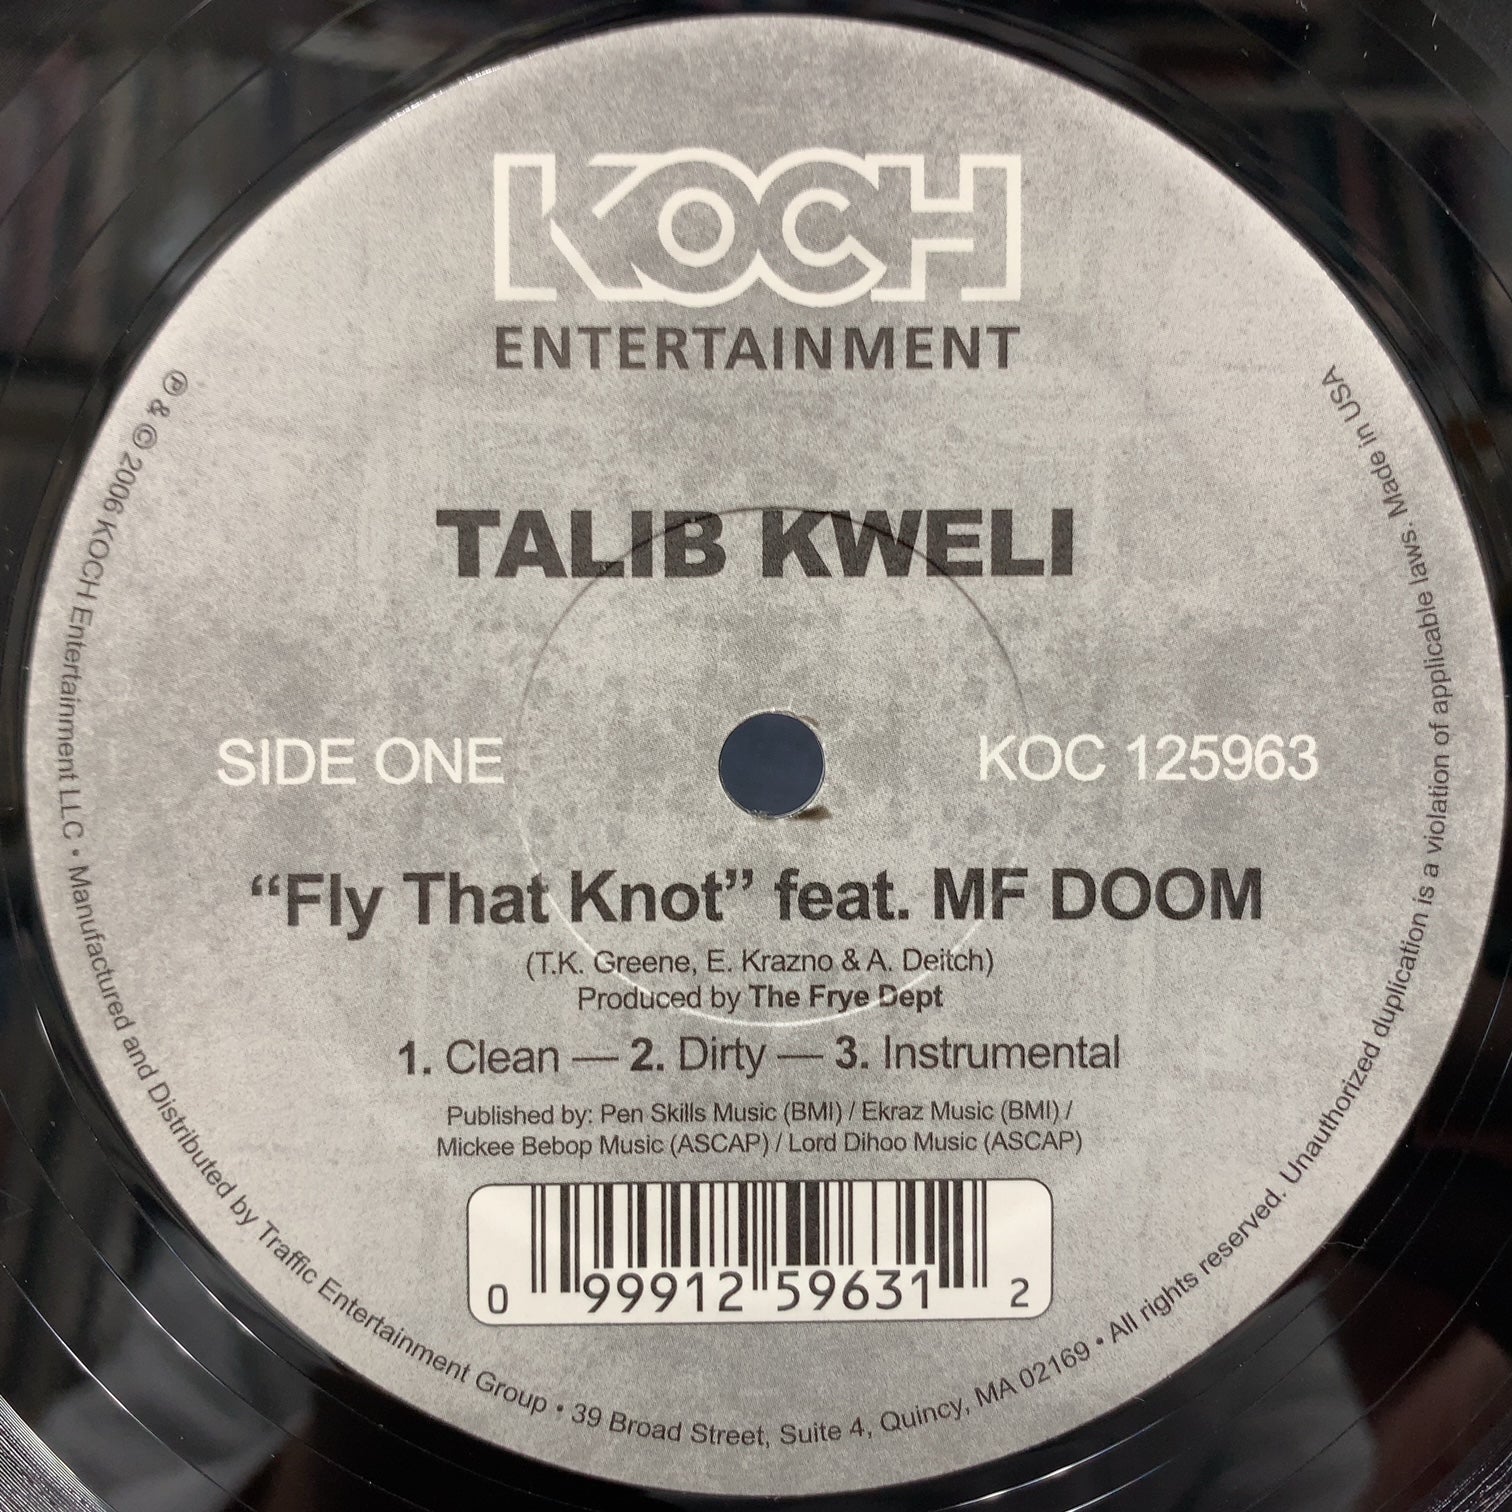 KOCH
ENTERTAINMENT
TALIB KWELI
SIDE ONE
KOC 125963
“Fly That Knot” feat. MF DOOM
(T.K. Greene, E. Krazno & A. Deitch)
Produced by The Frye Dept
1. Clean — 2. Dirty — 3. Instrumental
Published by: Pen Skills Music (BMI) / Ekraz Music (BMI) /
Mickee Bebop Music (ASCAP) / Lord Dihoo Music (ASCAP)
0 99912 59631 2
℗ & © 2006 KOCH Entertainment LLC • Manufactured and Distributed by Traffic Entertainment Group • 39 Broad Street, Suite 4, Quincy, MA 02169 • All rights reserved. Unauthorized duplication is a violation of applicable laws. Made in USA